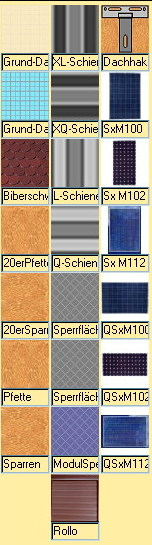 Grund-Da
XL-Schien
Dachhak
Grund-Da
XQ-Schien
SxM100
Biberschw
L-Schiene
Sx M102
20erPfette
Q-Schien
Sx M112
20erSparr
Sperrfläch
QSxM100
Pfette
Sperrfläch
QSxM102
Sparren
ModulSpe
QSxM112
Rollo